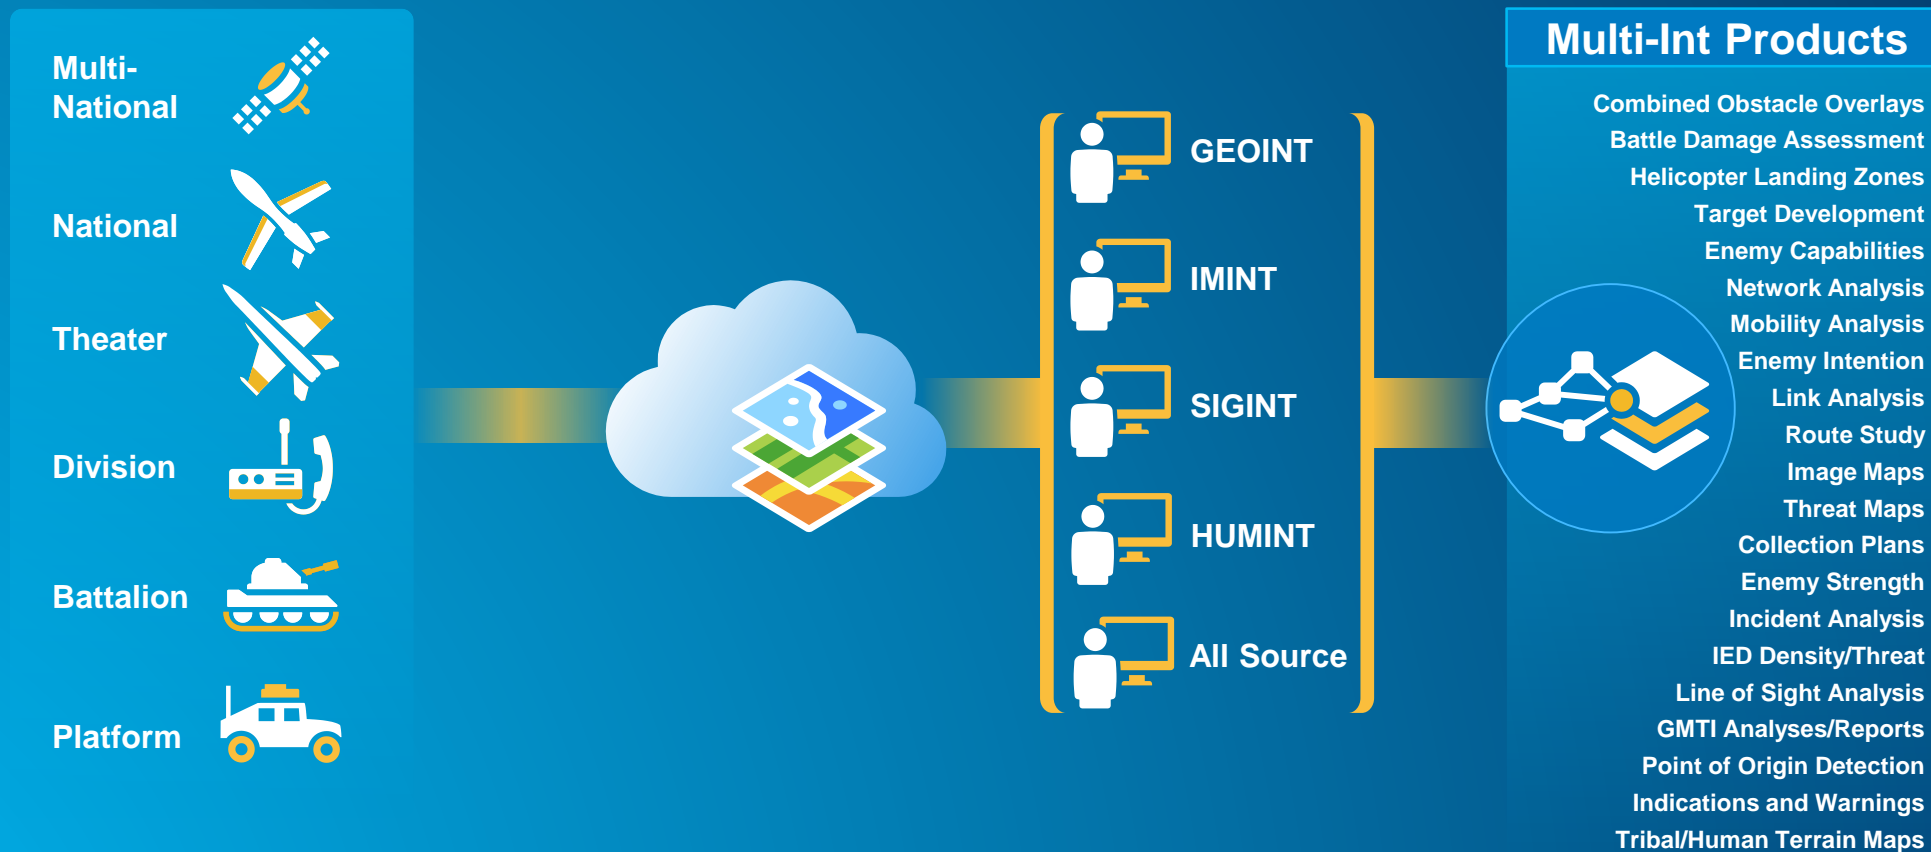 Multi-
National
National
Theater
Division
Battalion
Platform
GEOINT
IMINT
SIGINT
HUMINT
All Source
Multi-Int Products
Combined Obstacle Overlays
Battle Damage Assessment
Helicopter Landing Zones
Target Development
Enemy Capabilities
Network Analysis
Mobility Analysis
Enemy Intention
Link Analysis
Route Study
Image Maps
Threat Maps
Collection Plans
Enemy Strength
Incident Analysis
IED Density/Threat
Line of Sight Analysis
GMTI Analyses/Reports
Point of Origin Detection
Indications and Warnings
Tribal/Human Terrain Maps